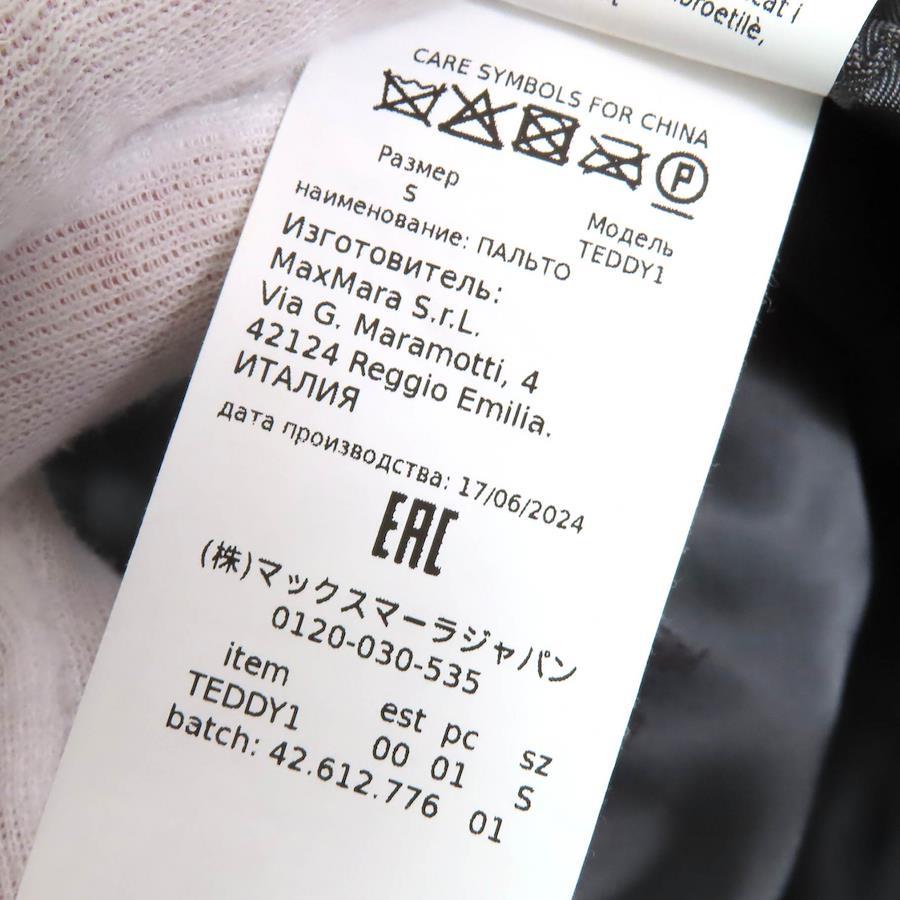 cat i
CARE SYMBOLS FOR CHINA
P
Размер
S
Модель
TEDDY1
наименование: ПАЛЬТО
Изготовитель:
MaxMara S.r.L.
Via G. Maramotti, 4
42124 Reggio Emilia.
ИТАЛИЯ
дата производства: 17/06/2024
EAC
(株)マックスマーラジャパン
0120-030-535
item est pc sz
TEDDY1 00 01 S
batch: 42.612.776 01